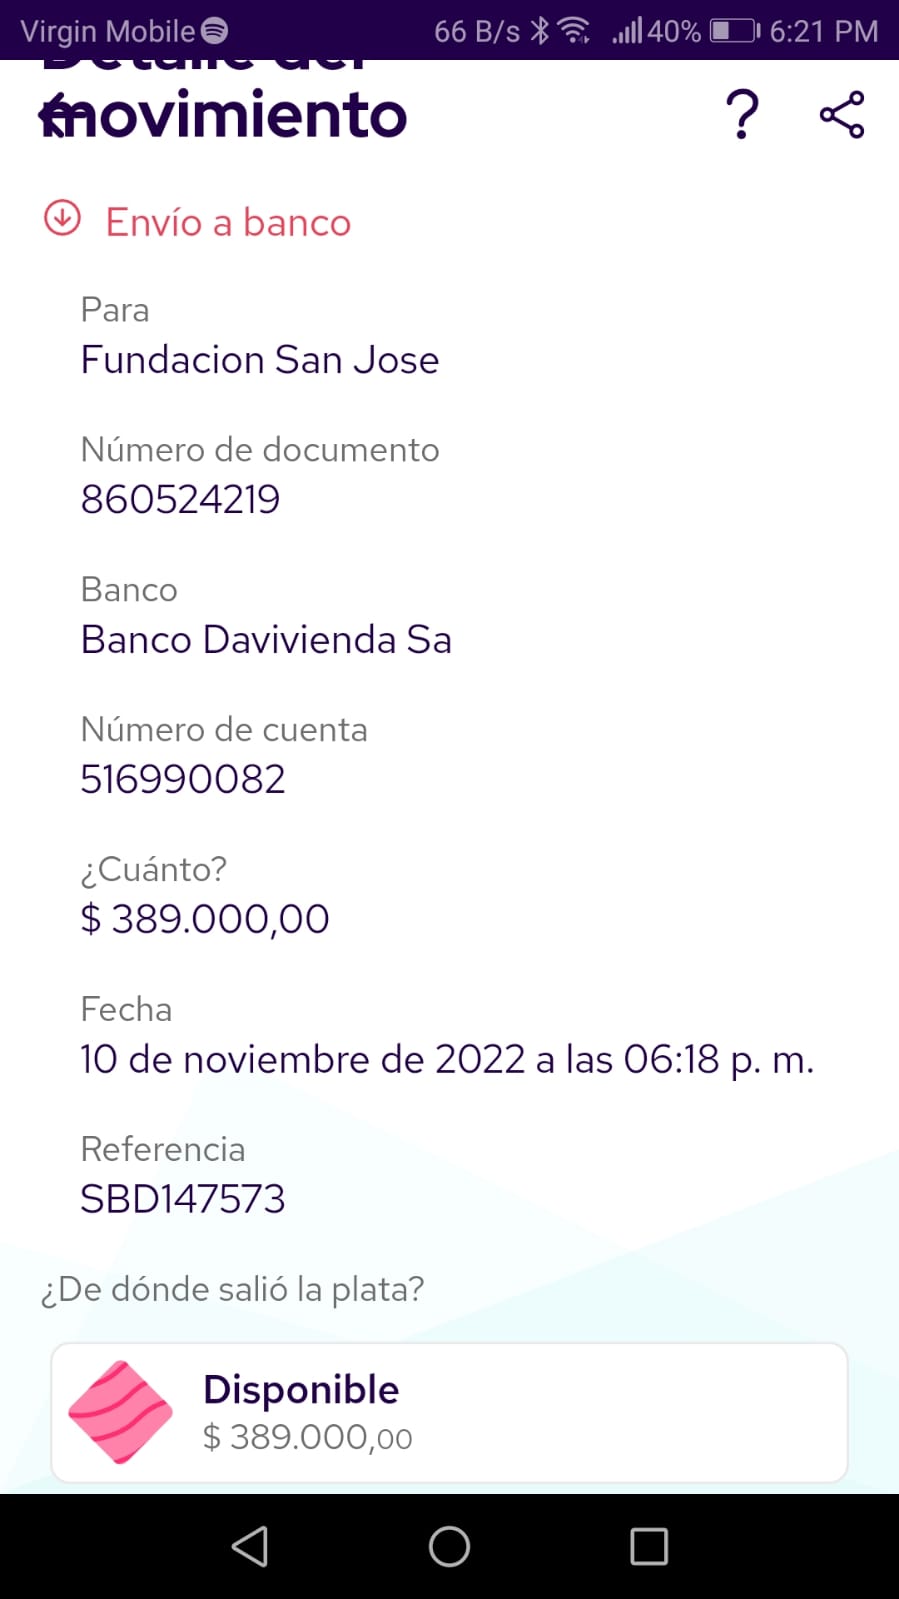 Virgin Mobile 66 B/s 40% 6:21 PM
Detalle del
movimiento
?
Envío a banco
Para
Fundacion San Jose
Número de documento
860524219
Banco
Banco Davivienda Sa
Número de cuenta
516990082
¿Cuánto?
$ 389.000,00
Fecha
10 de noviembre de 2022 a las 06:18 p. m.
Referencia
SBD147573
¿De dónde salió la plata?
Disponible
$ 389.000,00